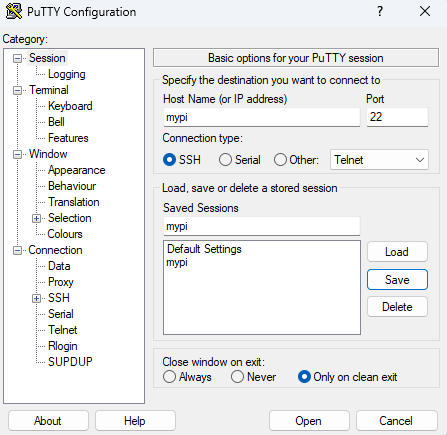 PuTTY Configuration
?
Category:
Session
Logging
Terminal
Keyboard
Bell
Features
Window
Appearance
Behaviour
Translation
Selection
Colours
Connection
Data
Proxy
SSH
Serial
Telnet
Rlogin
SUPDUP
Basic options for your PuTTY session
Specify the destination you want to connect to
Host Name (or IP address) Port
mypi 22
Connection type:
SSH Serial Other: Telnet
Load, save or delete a stored session
Saved Sessions
mypi
Default Settings
mypi
Load
Save
Delete
Close window on exit:
Always Never Only on clean exit
About Help Open Cancel